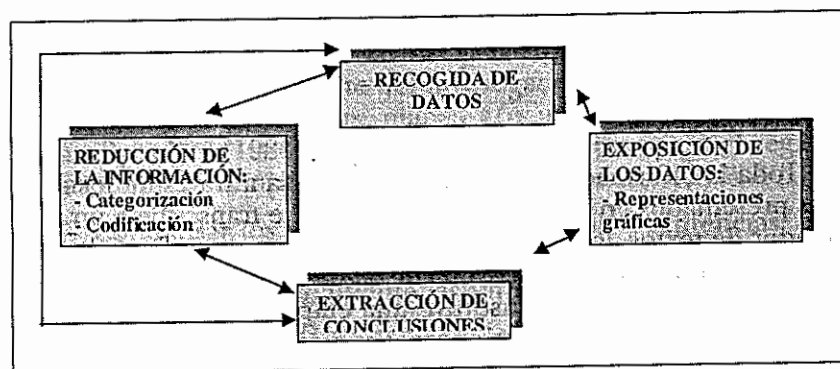 RECOGIDA DE
DATOS
REDUCCIÓN DE
LA INFORMACIÓN:
- Categorización
- Codificación
EXPOSICIÓN DE
LOS DATOS:
- Representaciones
gráficas
EXTRACCIÓN DE
CONCLUSIONES